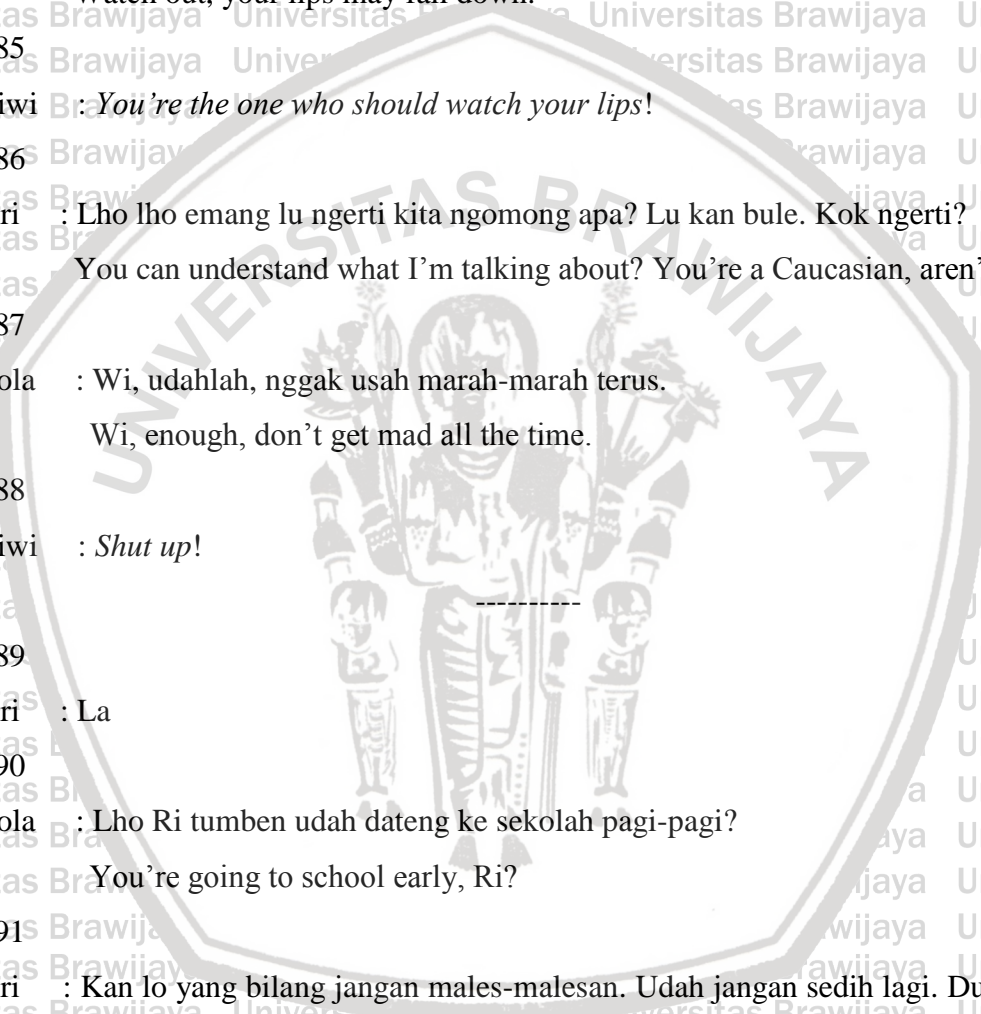 Watch out, your lips may fall down.
85
iwi : You're the one who should watch your lips!
86
ri : Lho lho emang lu ngerti kita ngomong apa? Lu kan bule. Kok ngerti?
You can understand what I'm talking about? You're a Caucasian, aren'
87
ola : Wi, udahlah, nggak usah marah-marah terus.
Wi, enough, don't get mad all the time.
88
iwi : Shut up!
----------
89
ri : La
90
ola : Lho Ri tumben udah dateng ke sekolah pagi-pagi?
You're going to school early, Ri?
91
ri : Kan lo yang bilang jangan males-malesan. Udah jangan sedih lagi. Du
UNIVERSITAS BRAWIJAYA